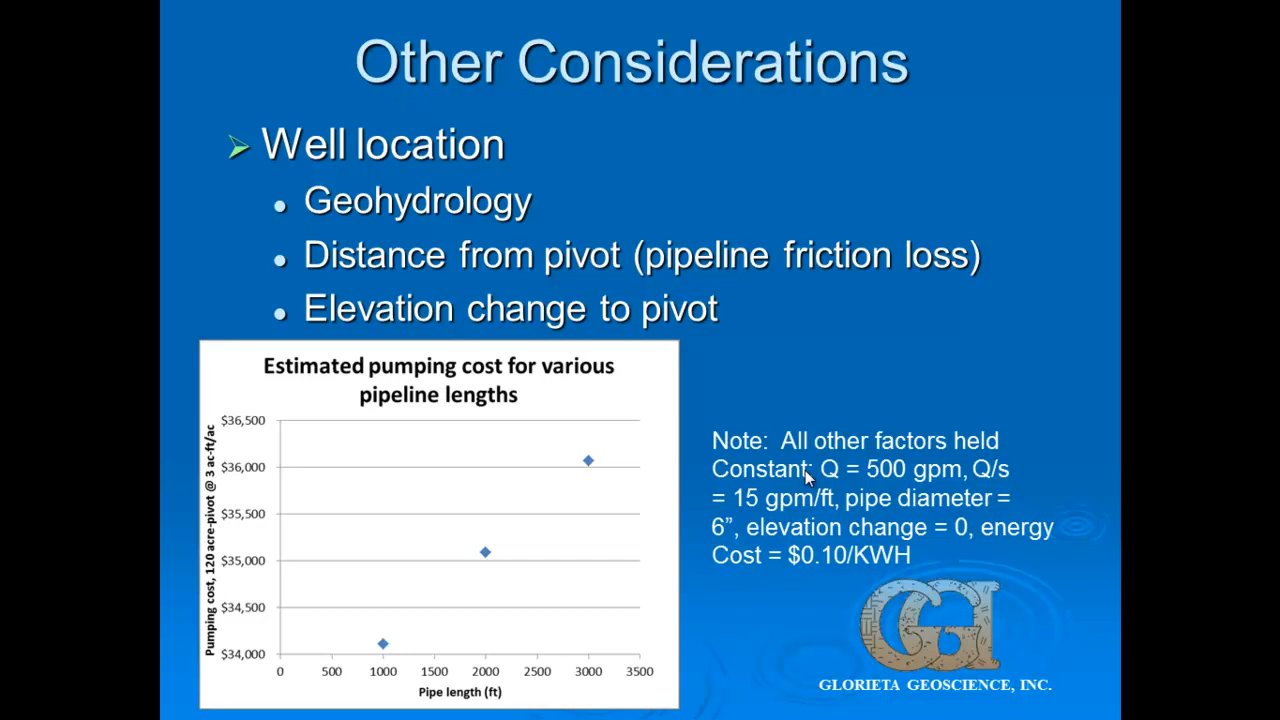 Other Considerations
Well location
Geohydrology
Distance from pivot (pipeline friction loss)
Elevation change to pivot
Estimated pumping cost for various
pipeline lengths
Pumping cost, 120 acre-pivot @ 3 ac-ft/ac
$36,500
$36,000
$35,500
$35,000
$34,500
$34,000
0 500 1000 1500 2000 2500 3000 3500
Pipe length (ft)
Note: All other factors held
Constant: Q = 500 gpm, Q/s
= 15 gpm/ft, pipe diameter =
6”, elevation change = 0, energy
Cost = $0.10/KWH
GGI
GLORIETA GEOSCIENCE, INC.